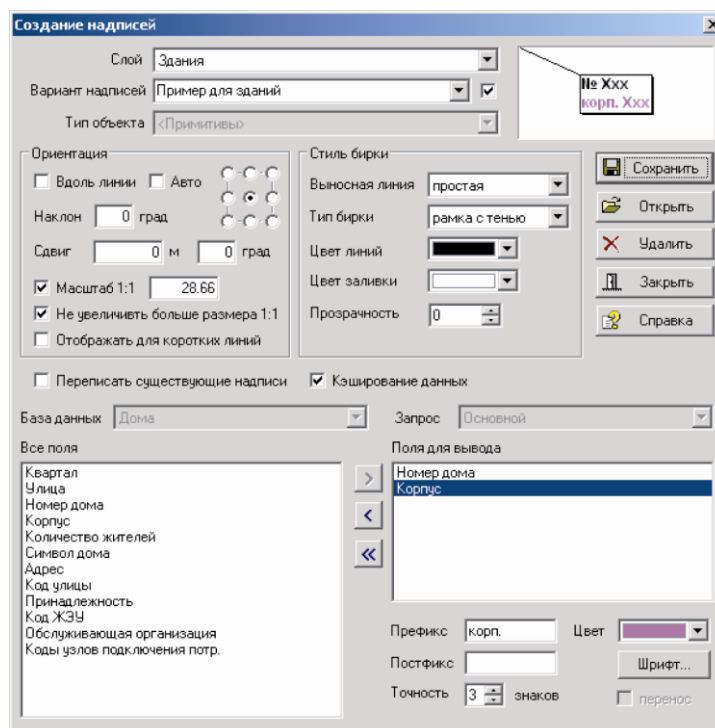 Создание надписей
Слой Здания
Вариант надписей Пример для зданий
Тип объекта <Примитивы>
№ Xxx
корп. Xxx
Ориентация
Вдоль линии Авто
Наклон 0 град
Сдвиг 0 м 0 град
Масштаб 1:1 28.66
Не увеличивть больше размера 1:1
Отображать для коротких линий
Стиль бирки
Выносная линия простая
Тип бирки рамка с тенью
Цвет линий
Цвет заливки
Прозрачность 0
Сохранить
Открыть
Удалить
Закрыть
Справка
Переписать существующие надписи Кэширование данных
База данных Дома Запрос Основной
Все поля
Квартал
Улица
Номер дома
Корпус
Количество жителей
Символ дома
Адрес
Код улицы
Принадлежность
Код ЖЭУ
Обслуживающая организация
Коды узлов подключения потр.
>
<
«
Поля для вывода
Номер дома
Корпус
Префикс корп. Цвет
Постфикс Шрифт...
Точность 3 знаков перенос